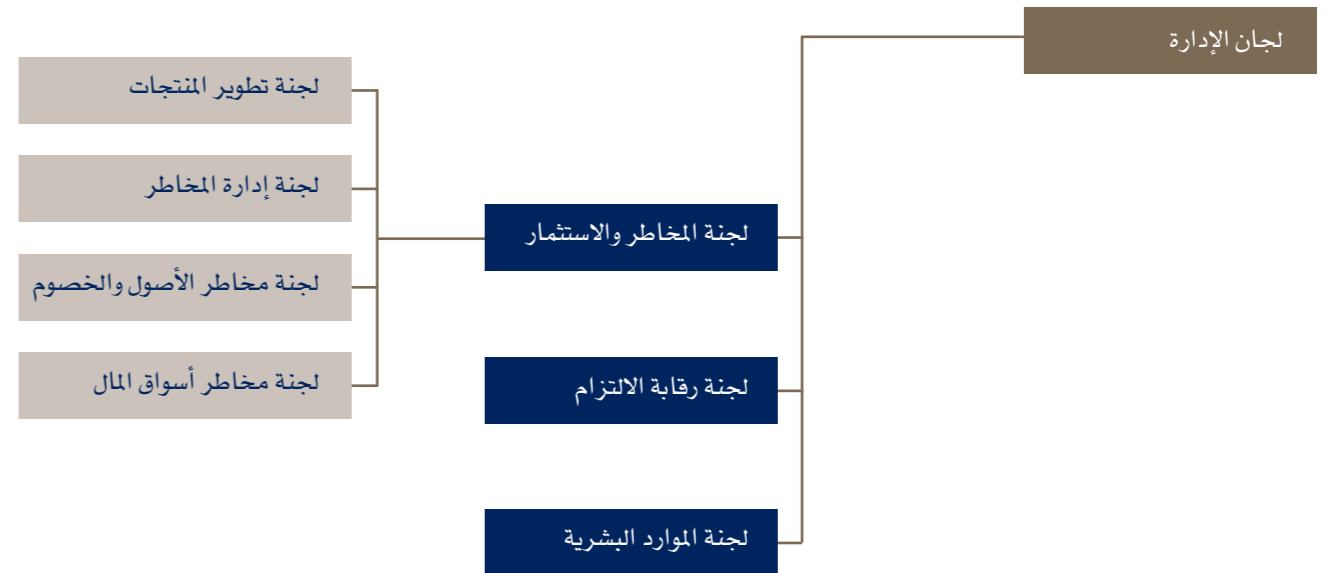 لجان الإدارة
لجنة المخاطر والاستثمار
لجنة تطوير المنتجات
لجنة إدارة المخاطر
لجنة مخاطر الأصول والخصوم
لجنة مخاطر أسواق المال
لجنة رقابة الالتزام
لجنة الموارد البشرية